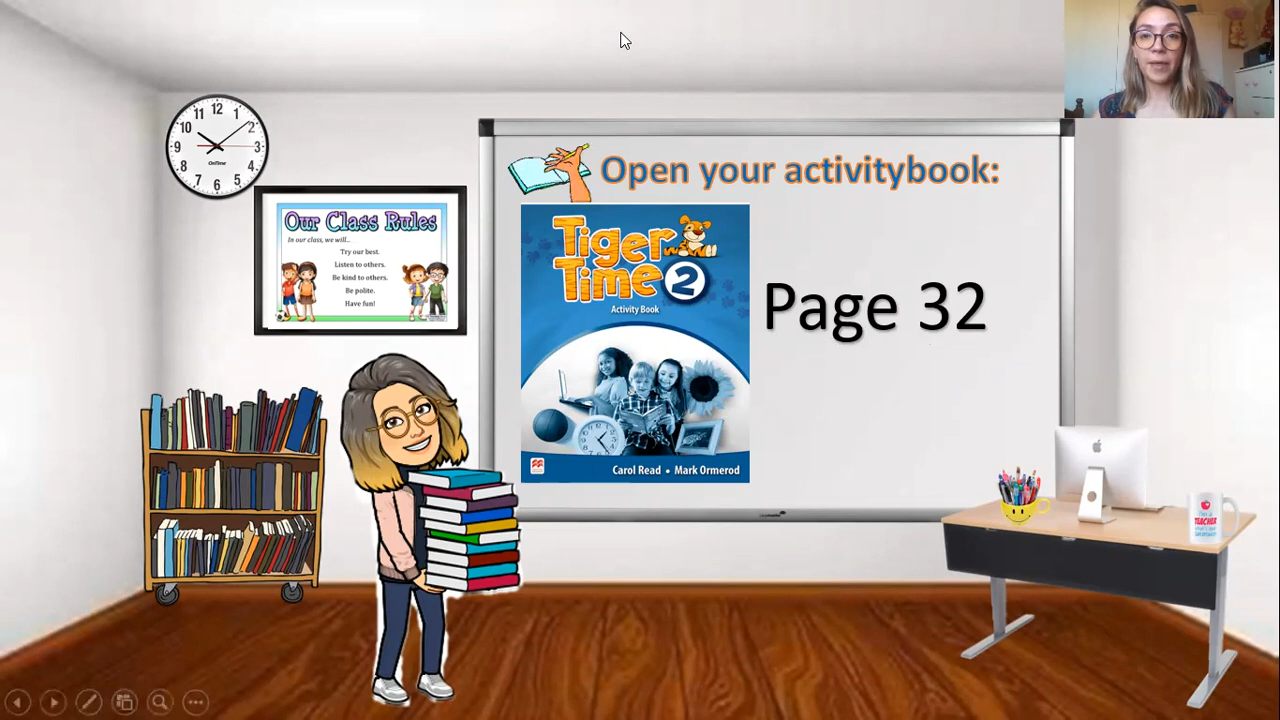 12
11 1
10 2
9 3
8 4
7 6 5
OnTime
Our Class Rules
In our class, we will...
Try our best.
Listen to others.
Be kind to others.
Be polite.
Have fun!
Open your activitybook:
Tiger
Time 2
Activity Book
Carol Read • Mark Ormerod
Page 32
TEACHER